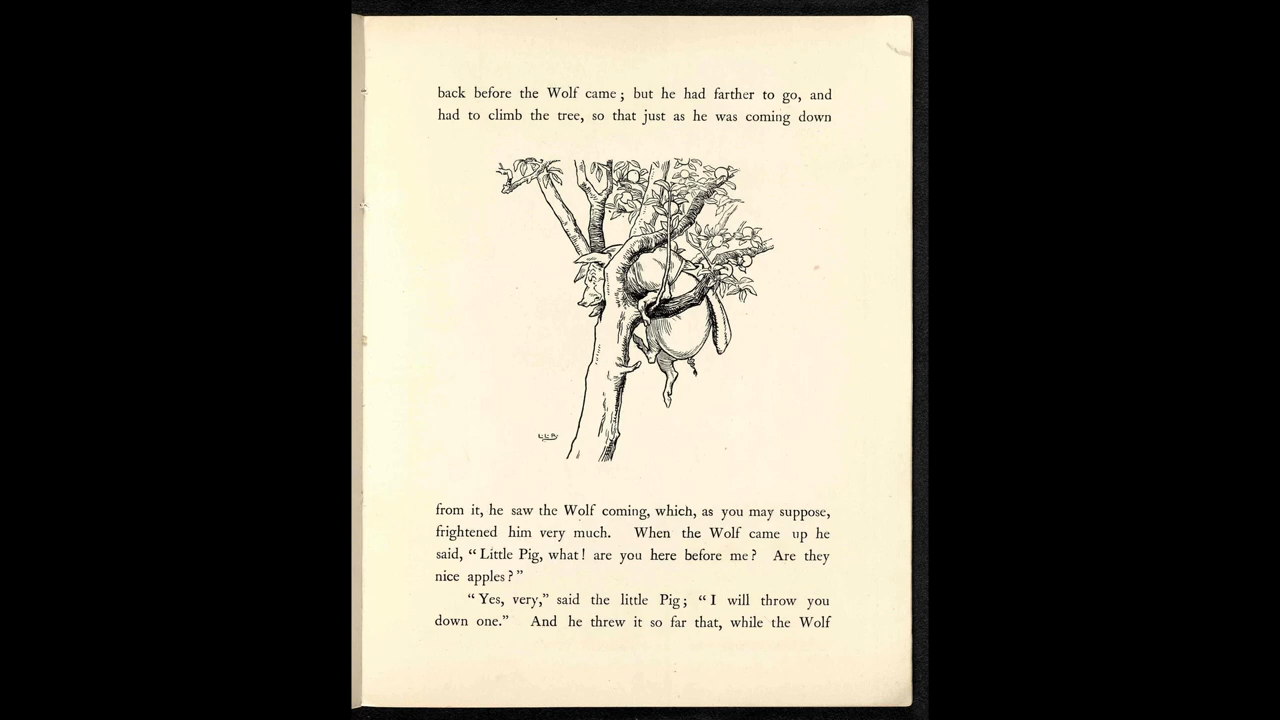 back before the Wolf came; but he had farther to go, and
had to climb the tree, so that just as he was coming down
L.L.B.
from it, he saw the Wolf coming, which, as you may suppose,
frightened him very much. When the Wolf came up he
said, “Little Pig, what! are you here before me? Are they
nice apples?”
“Yes, very,” said the little Pig; “I will throw you
down one.” And he threw it so far that, while the Wolf